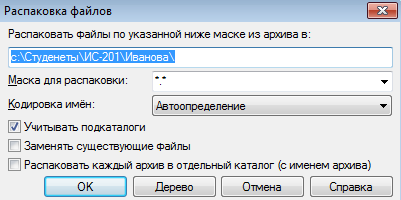 Распаковка файлов
Распаковать файлы по указанной ниже маске из архива в:
c:\Студенеты\ИС-201\Иванова\
Маска для распаковки: *.*
Кодировка имён: Автоопределение
Учитывать подкаталоги
Заменять существующие файлы
Распаковать каждый архив в отдельный каталог (с именем архива)
ОК Дерево Отмена Справка